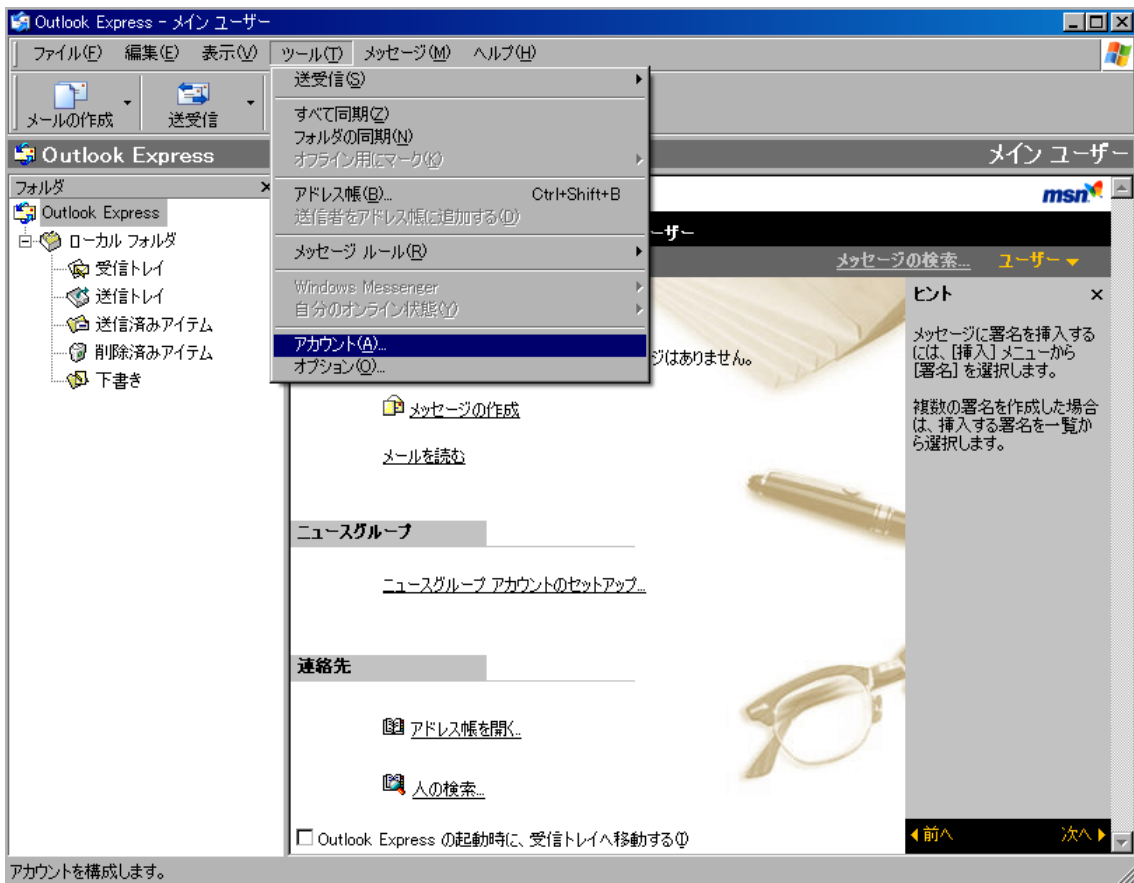 Outlook Express - メイン ユーザー
ファイル(F) 編集(E) 表示(V) ツール(T) メッセージ(M) ヘルプ(H)
メールの作成 送受信
送受信(S)
すべて同期(Z)
フォルダの同期(N)
オフライン用にマーク(K)
アドレス帳(B)... Ctrl+Shift+B
送信者をアドレス帳に追加する(D)
メッセージ ルール(R)
Windows Messenger
自分のオンライン状態(Y)
アカウント(A)...
オプション(O)...
Outlook Express メイン ユーザー
フォルダ ×
Outlook Express
ローカル フォルダ
受信トレイ
送信トレイ
送信済みアイテム
削除済みアイテム
下書き
msn
ーザー
メッセージの検索... ユーザー
ジはありません。
メッセージの作成
メールを読む
ニュースグループ
ニュースグループ アカウントのセットアップ...
連絡先
アドレス帳を開く...
人の検索...
Outlook Express の起動時に、受信トレイへ移動する(I)
ヒント ×
メッセージに署名を挿入する
には、[挿入] メニューから
[署名] を選択します。
複数の署名を作成した場合
は、挿入する署名を一覧か
ら選択します。
前へ 次へ
アカウントを構成します。